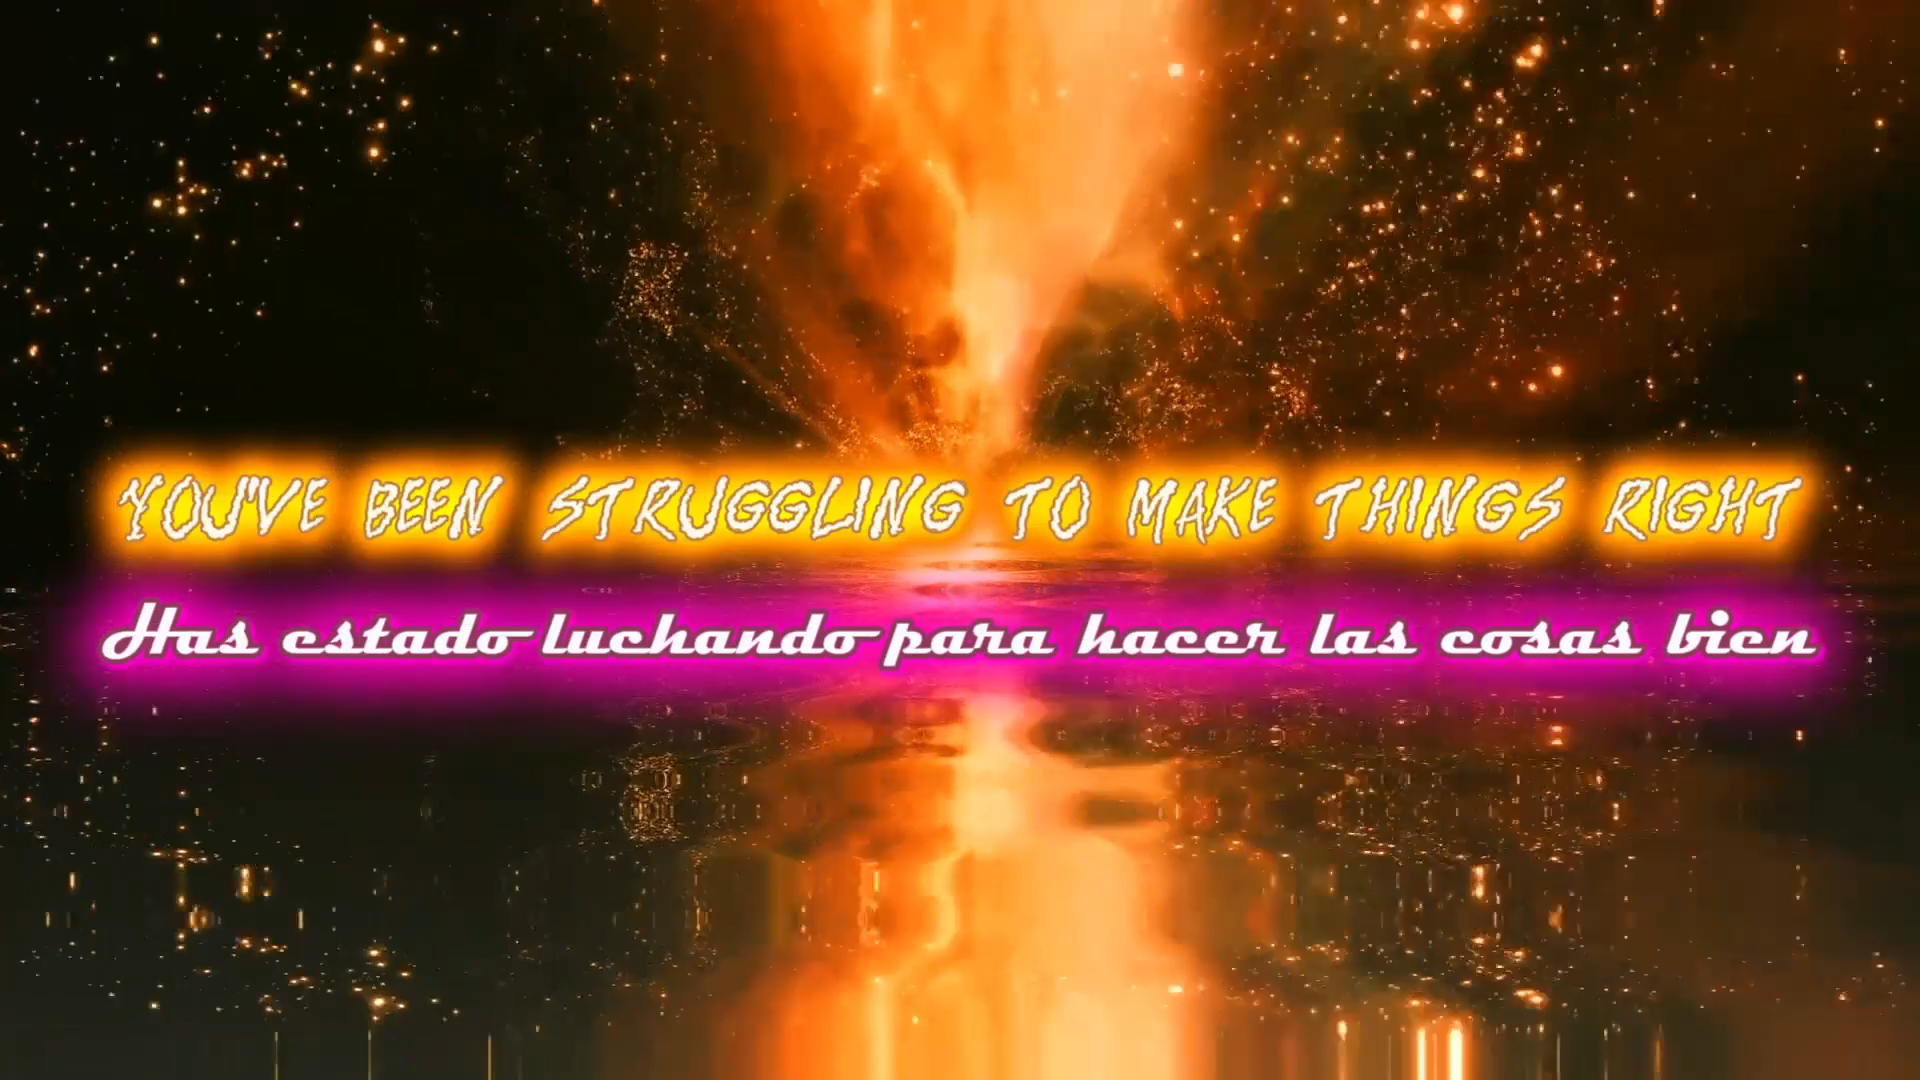 YOU'VE BEEN STRUGGLING TO MAKE THINGS RIGHT
Has estado luchando para hacer las cosas bien